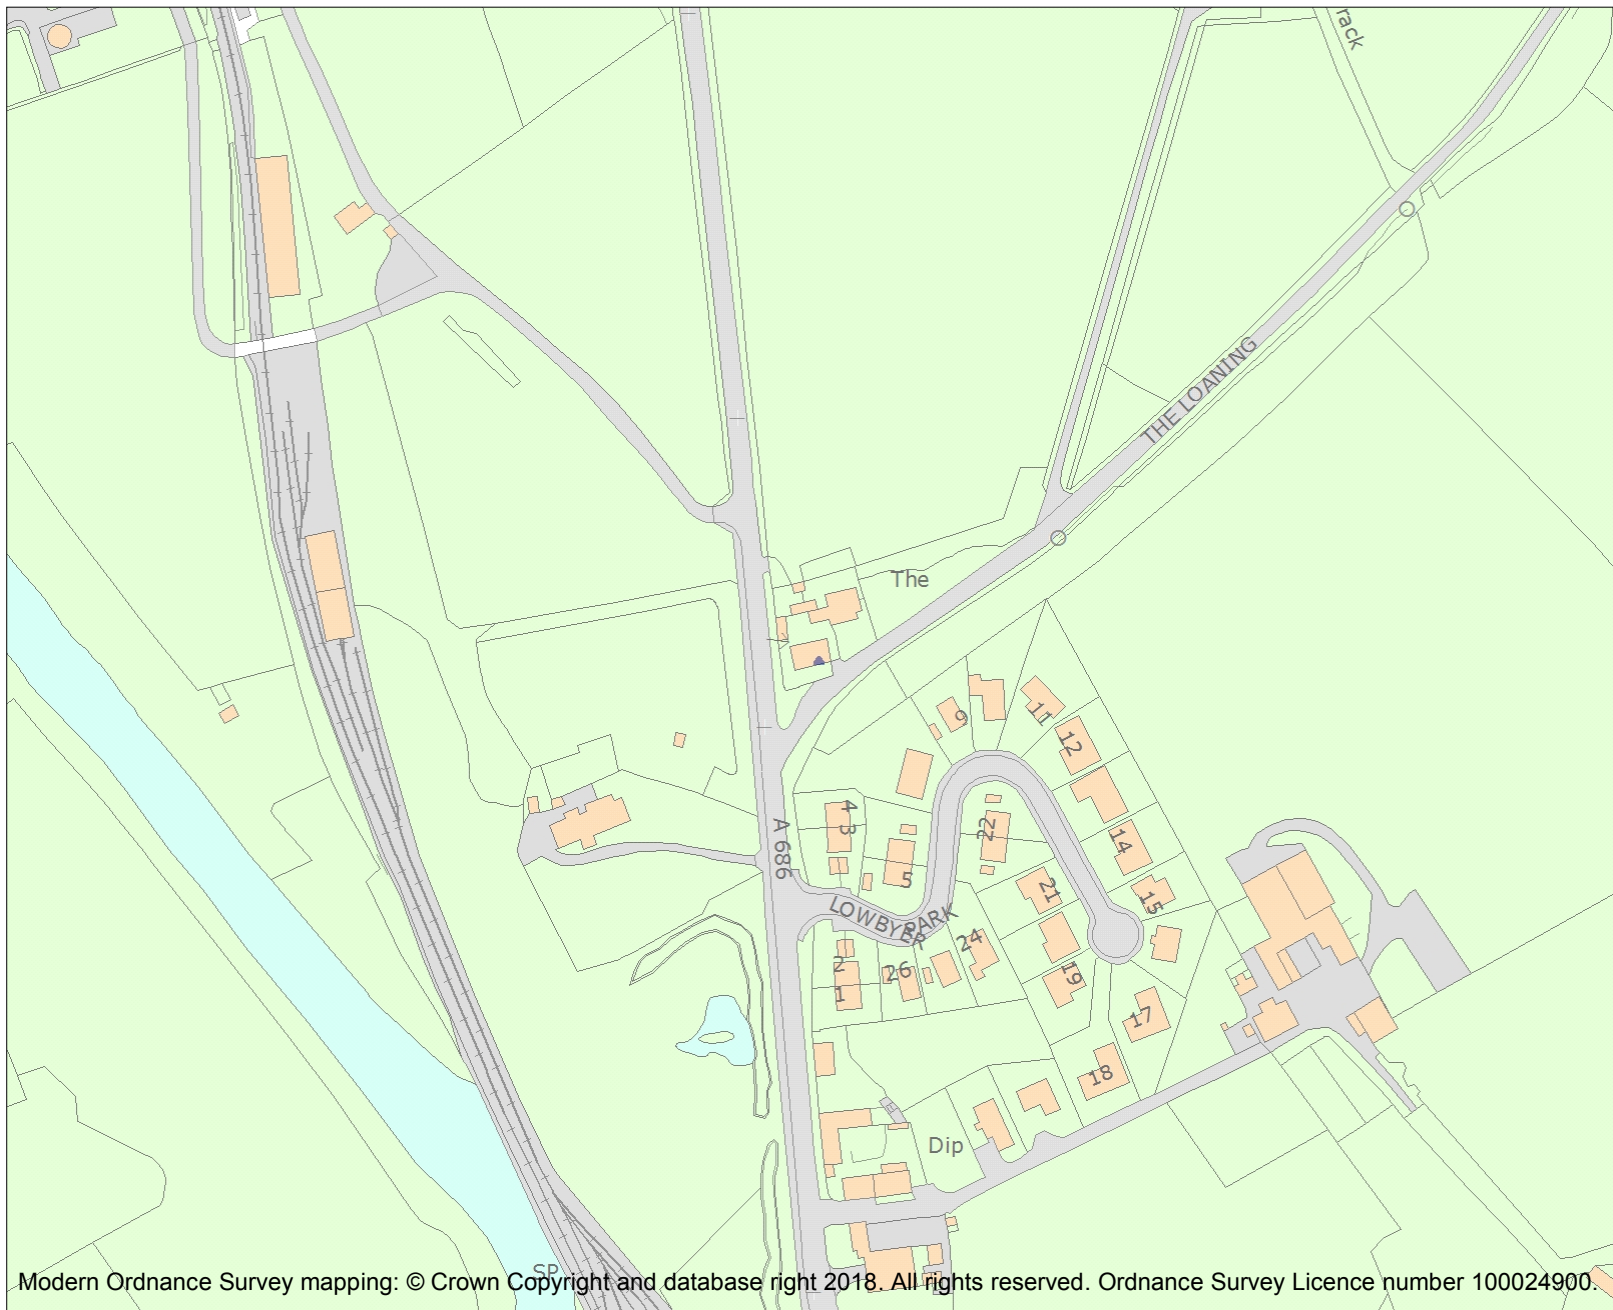 rack
THE LOANING
The
9
11
12
4
3
22
14
A 686
5
21
15
LOWBYER
PARK
24
2
26
19
1
17
18
Dip
SP
Modern Ordnance Survey mapping: © Crown Copyright and database right 2018. All rights reserved. Ordnance Survey Licence number 100024900.